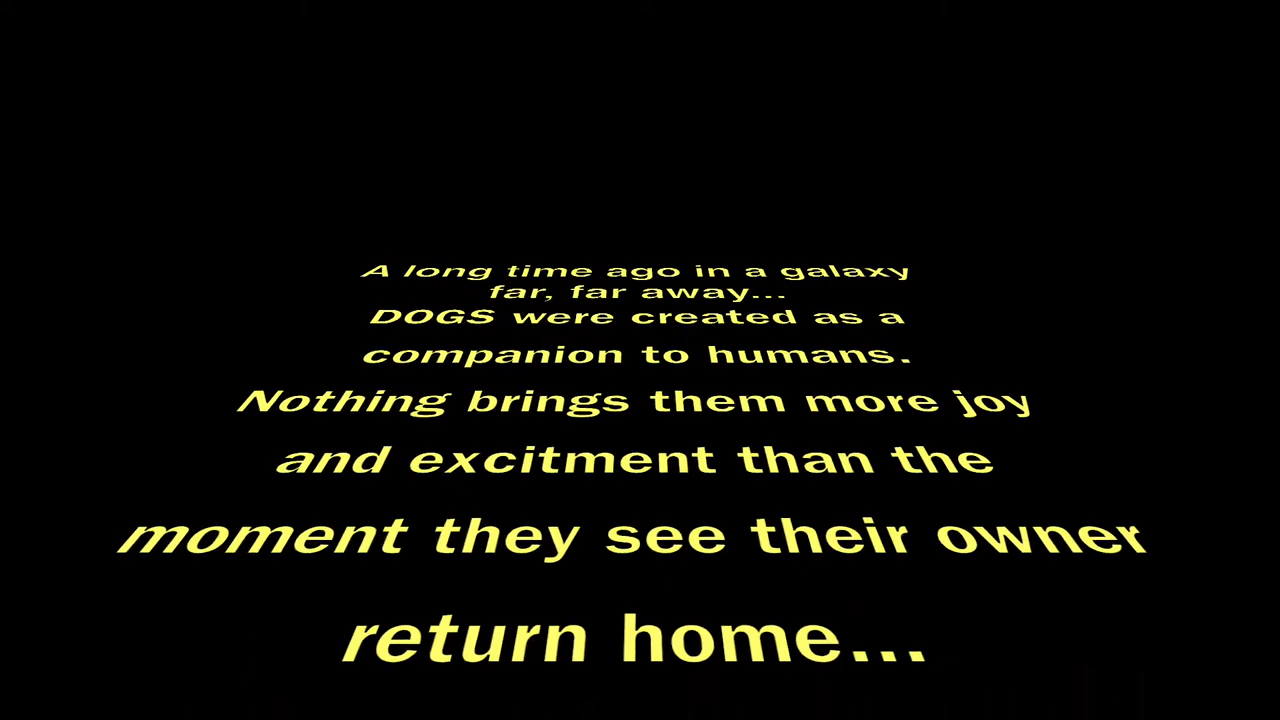 A long time ago in a galaxy
far, far away...
DOGS were created as a
companion to humans.
Nothing brings them more joy
and excitment than the
moment they see their owner
return home...